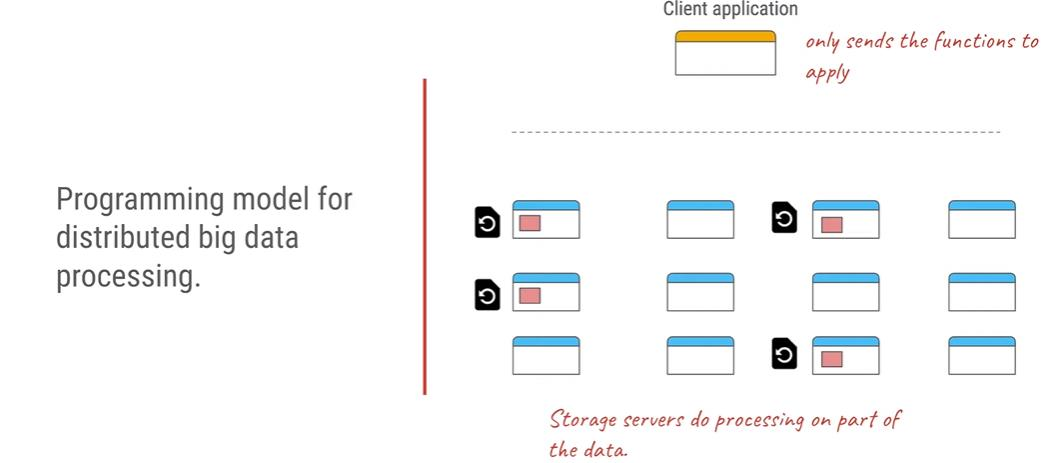 Client application
only sends the functions to
apply
Programming model for
distributed big data
processing.
Storage servers do processing on part of
the data.